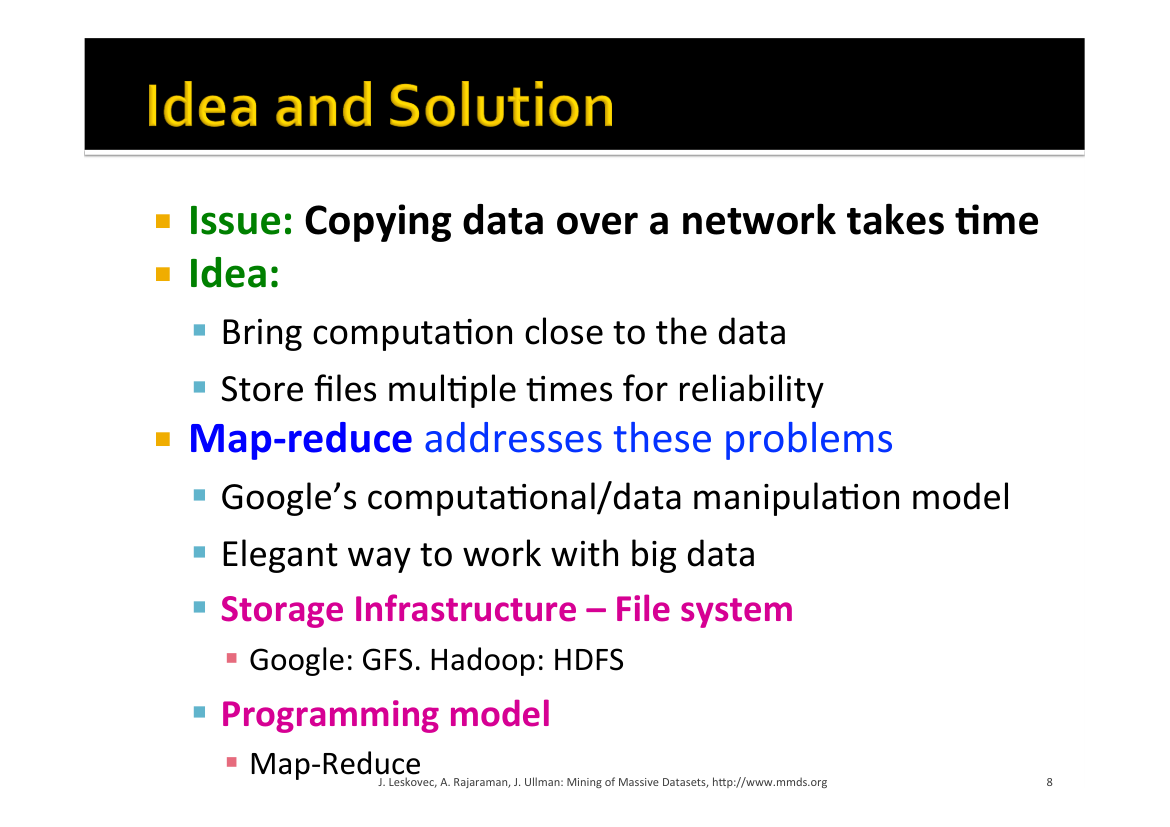 Idea and Solution
Issue: Copying data over a network takes time
Idea:
Bring computation close to the data
Store files multiple times for reliability
Map-reduce addresses these problems
Google’s computational/data manipulation model
Elegant way to work with big data
Storage Infrastructure – File system
Google: GFS. Hadoop: HDFS
Programming model
Map-Reduce
J. Leskovec, A. Rajaraman, J. Ullman: Mining of Massive Datasets, http://www.mmds.org
8